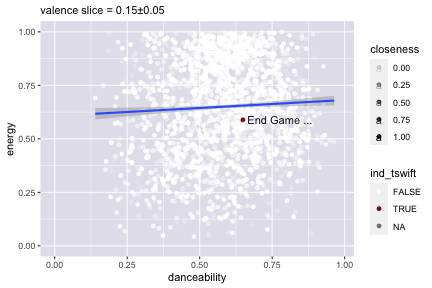 valence slice = 0.15±0.05
1.00
0.75
0.50
0.25
0.00
energy
End Game ...
0.00
0.25
0.50
0.75
1.00
danceability
closeness
0.00
0.25
0.50
0.75
1.00
ind_tswift
FALSE
TRUE
NA